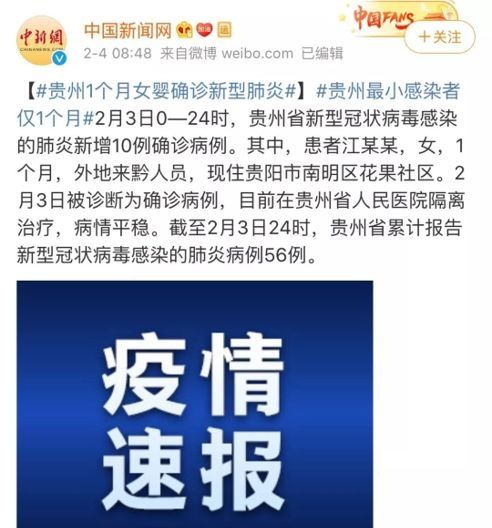 中新網
CHINANEWS.COM
中国新闻网
中国FANS
2-4 08:48 来自微博 weibo.com 已编辑
+关注
【#贵州1个月女婴确诊新型肺炎#】#贵州最小感染者
仅1个月#2月3日0—24时，贵州省新型冠状病毒感染
的肺炎新增10例确诊病例。其中，患者江某某，女，1
个月，外地来黔人员，现住贵阳市南明区花果社区。2
月3日被诊断为确诊病例，目前在贵州省人民医院隔离
治疗，病情平稳。截至2月3日24时，贵州省累计报告
新型冠状病毒感染的肺炎病例56例。
疫情
速报